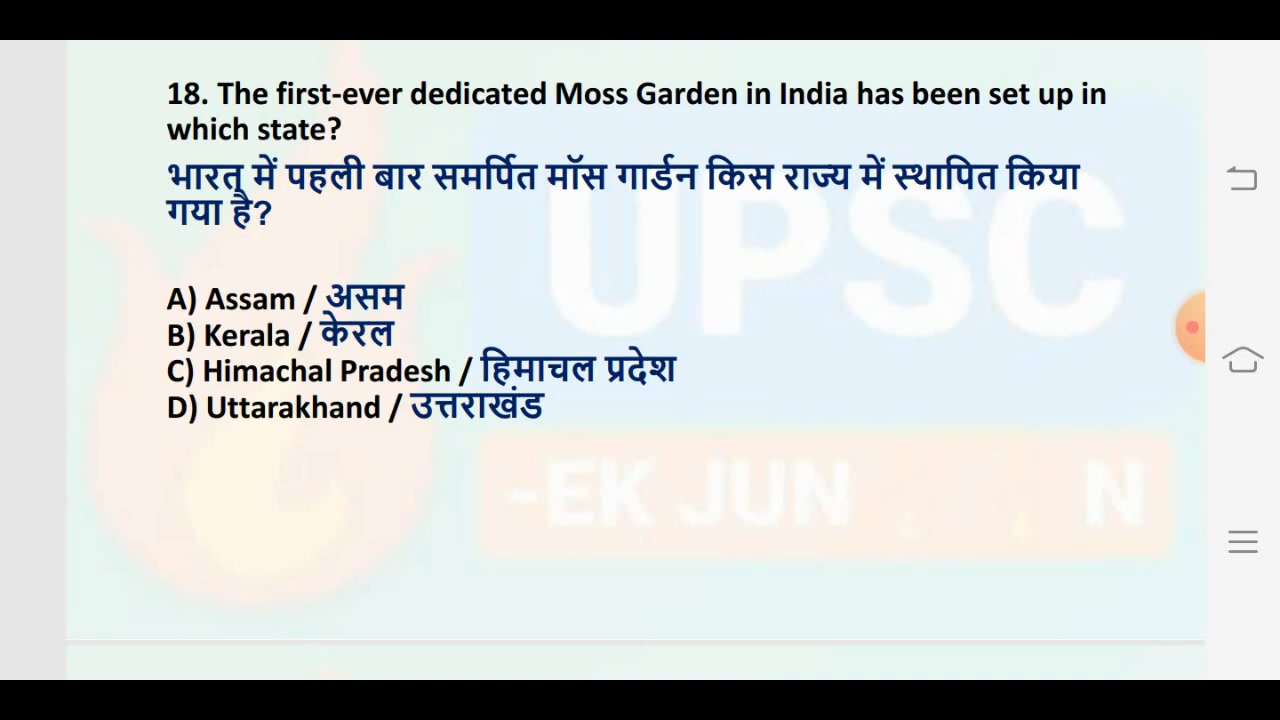 18. The first-ever dedicated Moss Garden in India has been set up in
which state?
भारत में पहली बार समर्पित मॉस गार्डन किस राज्य में स्थापित किया
गया है?
A) Assam / असम
B) Kerala / केरल
C) Himachal Pradesh / हिमाचल प्रदेश
D) Uttarakhand / उत्तराखंड
UPSC
-EK JUN N